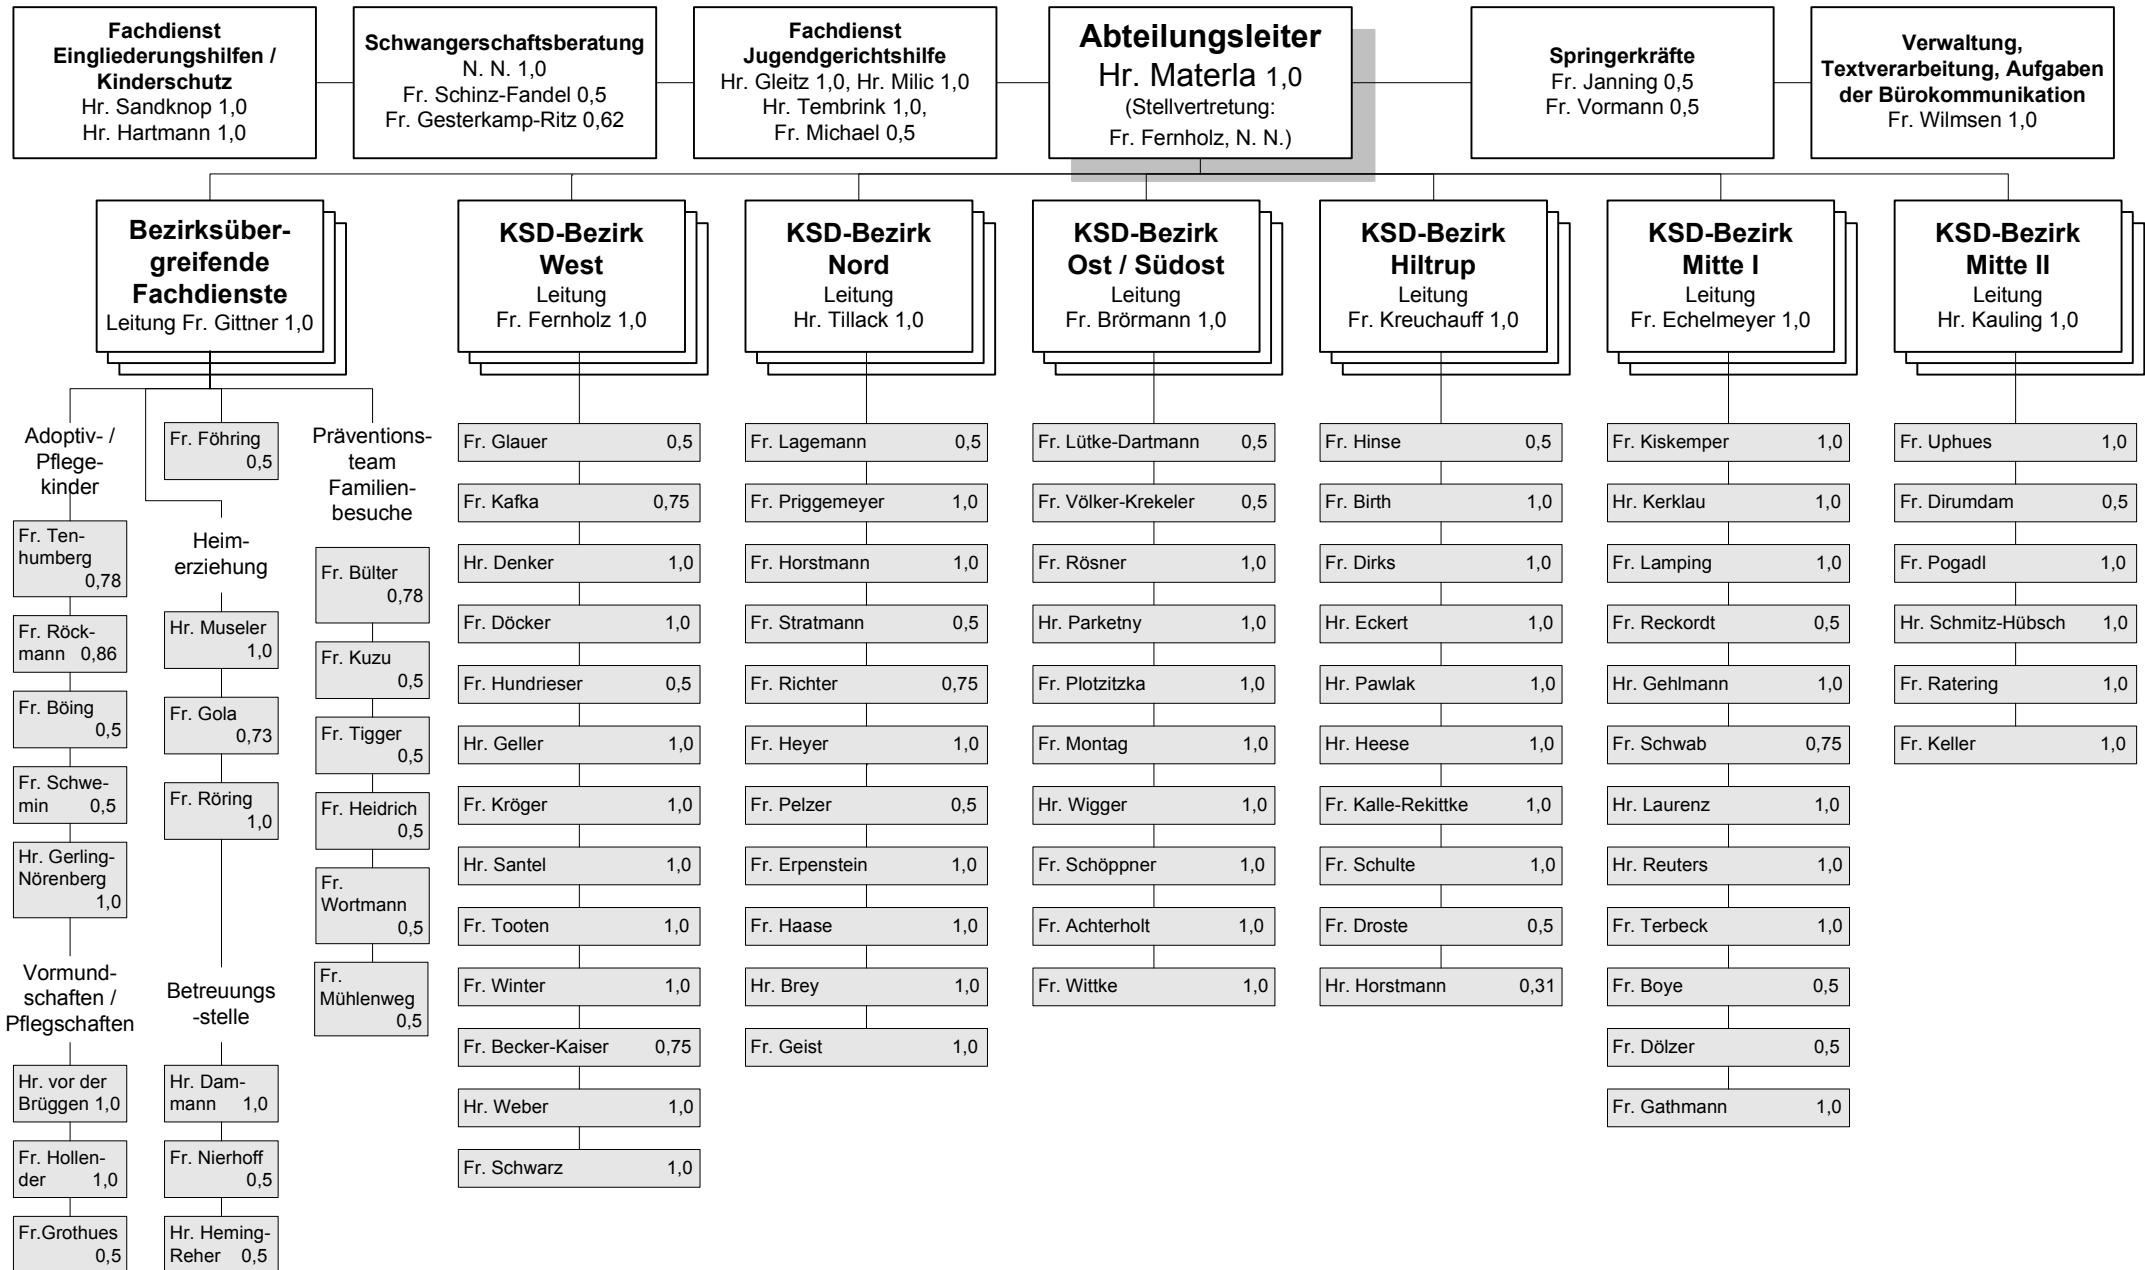 Fachdienst
Eingliederungshilfen /
Kinderschutz
Hr. Sandknop 1,0
Hr. Hartmann 1,0
Schwangerschaftsberatung
N. N. 1,0
Fr. Schinz-Fandel 0,5
Fr. Gesterkamp-Ritz 0,62
Fachdienst
Jugendgerichtshilfe
Hr. Gleitz 1,0, Hr. Milic 1,0
Hr. Tembrink 1,0,
Fr. Michael 0,5
Abteilungsleiter
Hr. Materla 1,0
(Stellvertretung:
Fr. Fernholz, N. N.)
Springerkräfte
Fr. Janning 0,5
Fr. Vormann 0,5
Verwaltung,
Textverarbeitung, Aufgaben
der Bürokommunikation
Fr. Wilmsen 1,0
Bezirksüber-
greifende
Fachdienste
Leitung Fr. Gittner 1,0
KSD-Bezirk
West
Leitung
Fr. Fernholz 1,0
KSD-Bezirk
Nord
Leitung
Hr. Tillack 1,0
KSD-Bezirk
Ost / Südost
Leitung
Fr. Brörmann 1,0
KSD-Bezirk
Hiltrup
Leitung
Fr. Kreuchauff 1,0
KSD-Bezirk
Mitte I
Leitung
Fr. Echelmeyer 1,0
KSD-Bezirk
Mitte II
Leitung
Hr. Kauling 1,0
Adoptiv- /
Pflege-
kinder
Fr. Ten-
humberg
0,78
Fr. Röck-
mann 0,86
Fr. Böing
0,5
Fr. Schwe-
min 0,5
Hr. Gerling-
Nörenberg
1,0
Vormund-
schaften /
Pflegschaften
Hr. vor der
Brüggen 1,0
Fr. Hollen-
der 1,0
Fr.Grothues
0,5
Fr. Föhring
0,5
Heim-
erziehung
Hr. Museler
1,0
Fr. Gola
0,73
Fr. Röring
1,0
Betreuungs
-stelle
Hr. Dam-
mann 1,0
Fr. Nierhoff
0,5
Hr. Heming-
Reher 0,5
Präventions-
team
Familien-
besuche
Fr. Bülter
0,78
Fr. Kuzu
0,5
Fr. Tigger
0,5
Fr. Heidrich
0,5
Fr.
Wortmann
0,5
Fr.
Mühlenweg
0,5
Fr. Glauer 0,5
Fr. Kafka 0,75
Hr. Denker 1,0
Fr. Döcker 1,0
Fr. Hundrieser 0,5
Hr. Geller 1,0
Fr. Kröger 1,0
Hr. Santel 1,0
Fr. Tooten 1,0
Fr. Winter 1,0
Fr. Becker-Kaiser 0,75
Hr. Weber 1,0
Fr. Schwarz 1,0
Fr. Lagemann 0,5
Fr. Priggemeyer 1,0
Fr. Horstmann 1,0
Fr. Stratmann 0,5
Fr. Richter 0,75
Fr. Heyer 1,0
Fr. Pelzer 0,5
Fr. Erpenstein 1,0
Fr. Haase 1,0
Hr. Brey 1,0
Fr. Geist 1,0
Fr. Lütke-Dartmann 0,5
Fr. Völker-Krekeler 0,5
Fr. Rösner 1,0
Hr. Parketny 1,0
Fr. Plotzitzka 1,0
Fr. Montag 1,0
Hr. Wigger 1,0
Fr. Schöppner 1,0
Fr. Achterholt 1,0
Fr. Wittke 1,0
Fr. Hinse 0,5
Fr. Birth 1,0
Fr. Dirks 1,0
Hr. Eckert 1,0
Hr. Pawlak 1,0
Hr. Heese 1,0
Fr. Kalle-Rekittke 1,0
Fr. Schulte 1,0
Fr. Droste 0,5
Hr. Horstmann 0,31
Fr. Kiskemper 1,0
Hr. Kerklau 1,0
Fr. Lamping 1,0
Fr. Reckordt 0,5
Hr. Gehlmann 1,0
Fr. Schwab 0,75
Hr. Laurenz 1,0
Hr. Reuters 1,0
Fr. Terbeck 1,0
Fr. Boye 0,5
Fr. Dölzer 0,5
Fr. Gathmann 1,0
Fr. Uphues 1,0
Fr. Dirumdam 0,5
Fr. Pogadl 1,0
Hr. Schmitz-Hübsch 1,0
Fr. Ratering 1,0
Fr. Keller 1,0